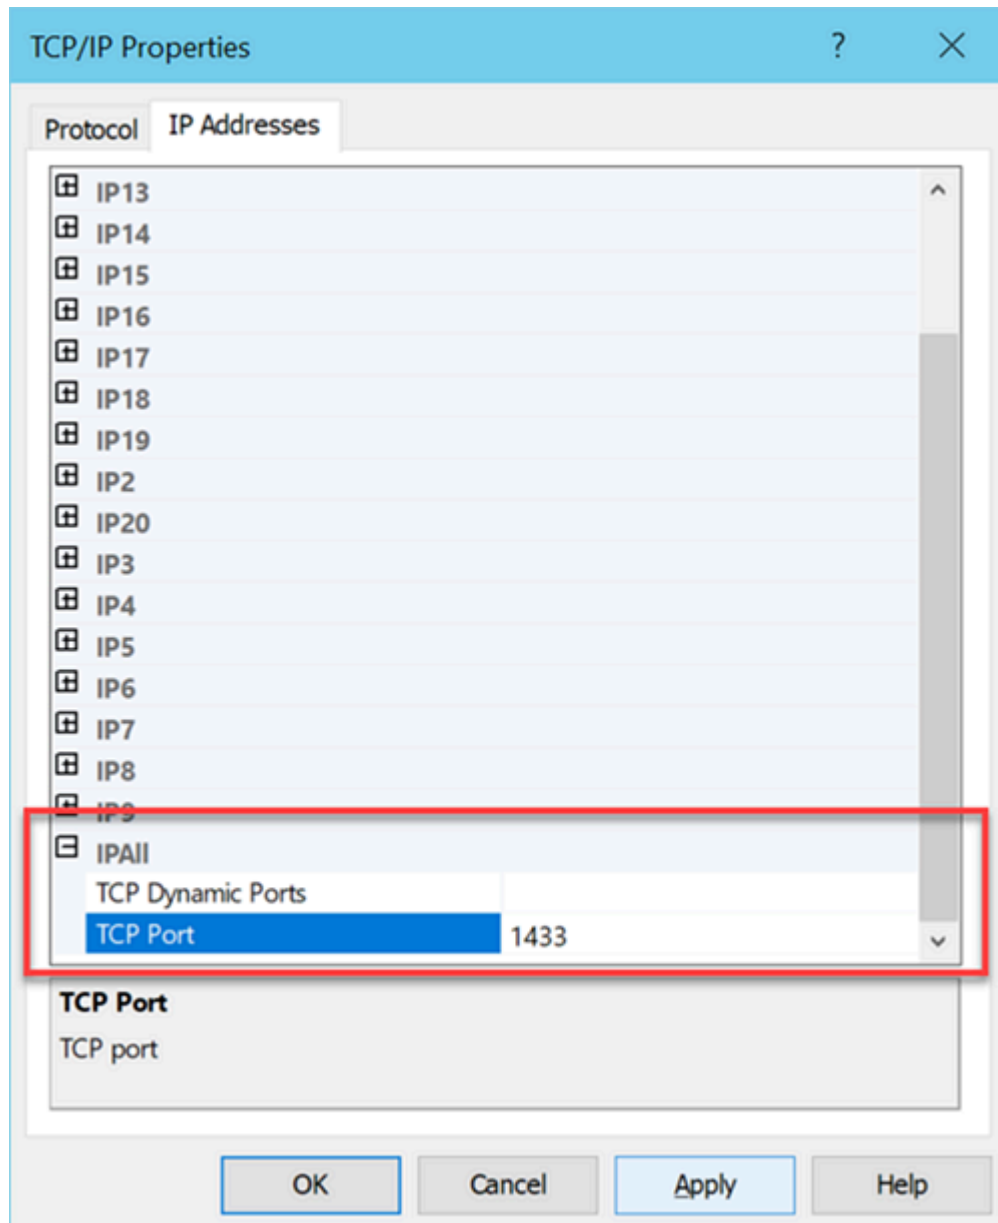 TCP/IP Properties ? ×
Protocol IP Addresses
IP13
IP14
IP15
IP16
IP17
IP18
IP19
IP2
IP20
IP3
IP4
IP5
IP6
IP7
IP8
IP9
IPAll
TCP Dynamic Ports
TCP Port 1433
TCP Port
TCP port
OK Cancel Apply Help